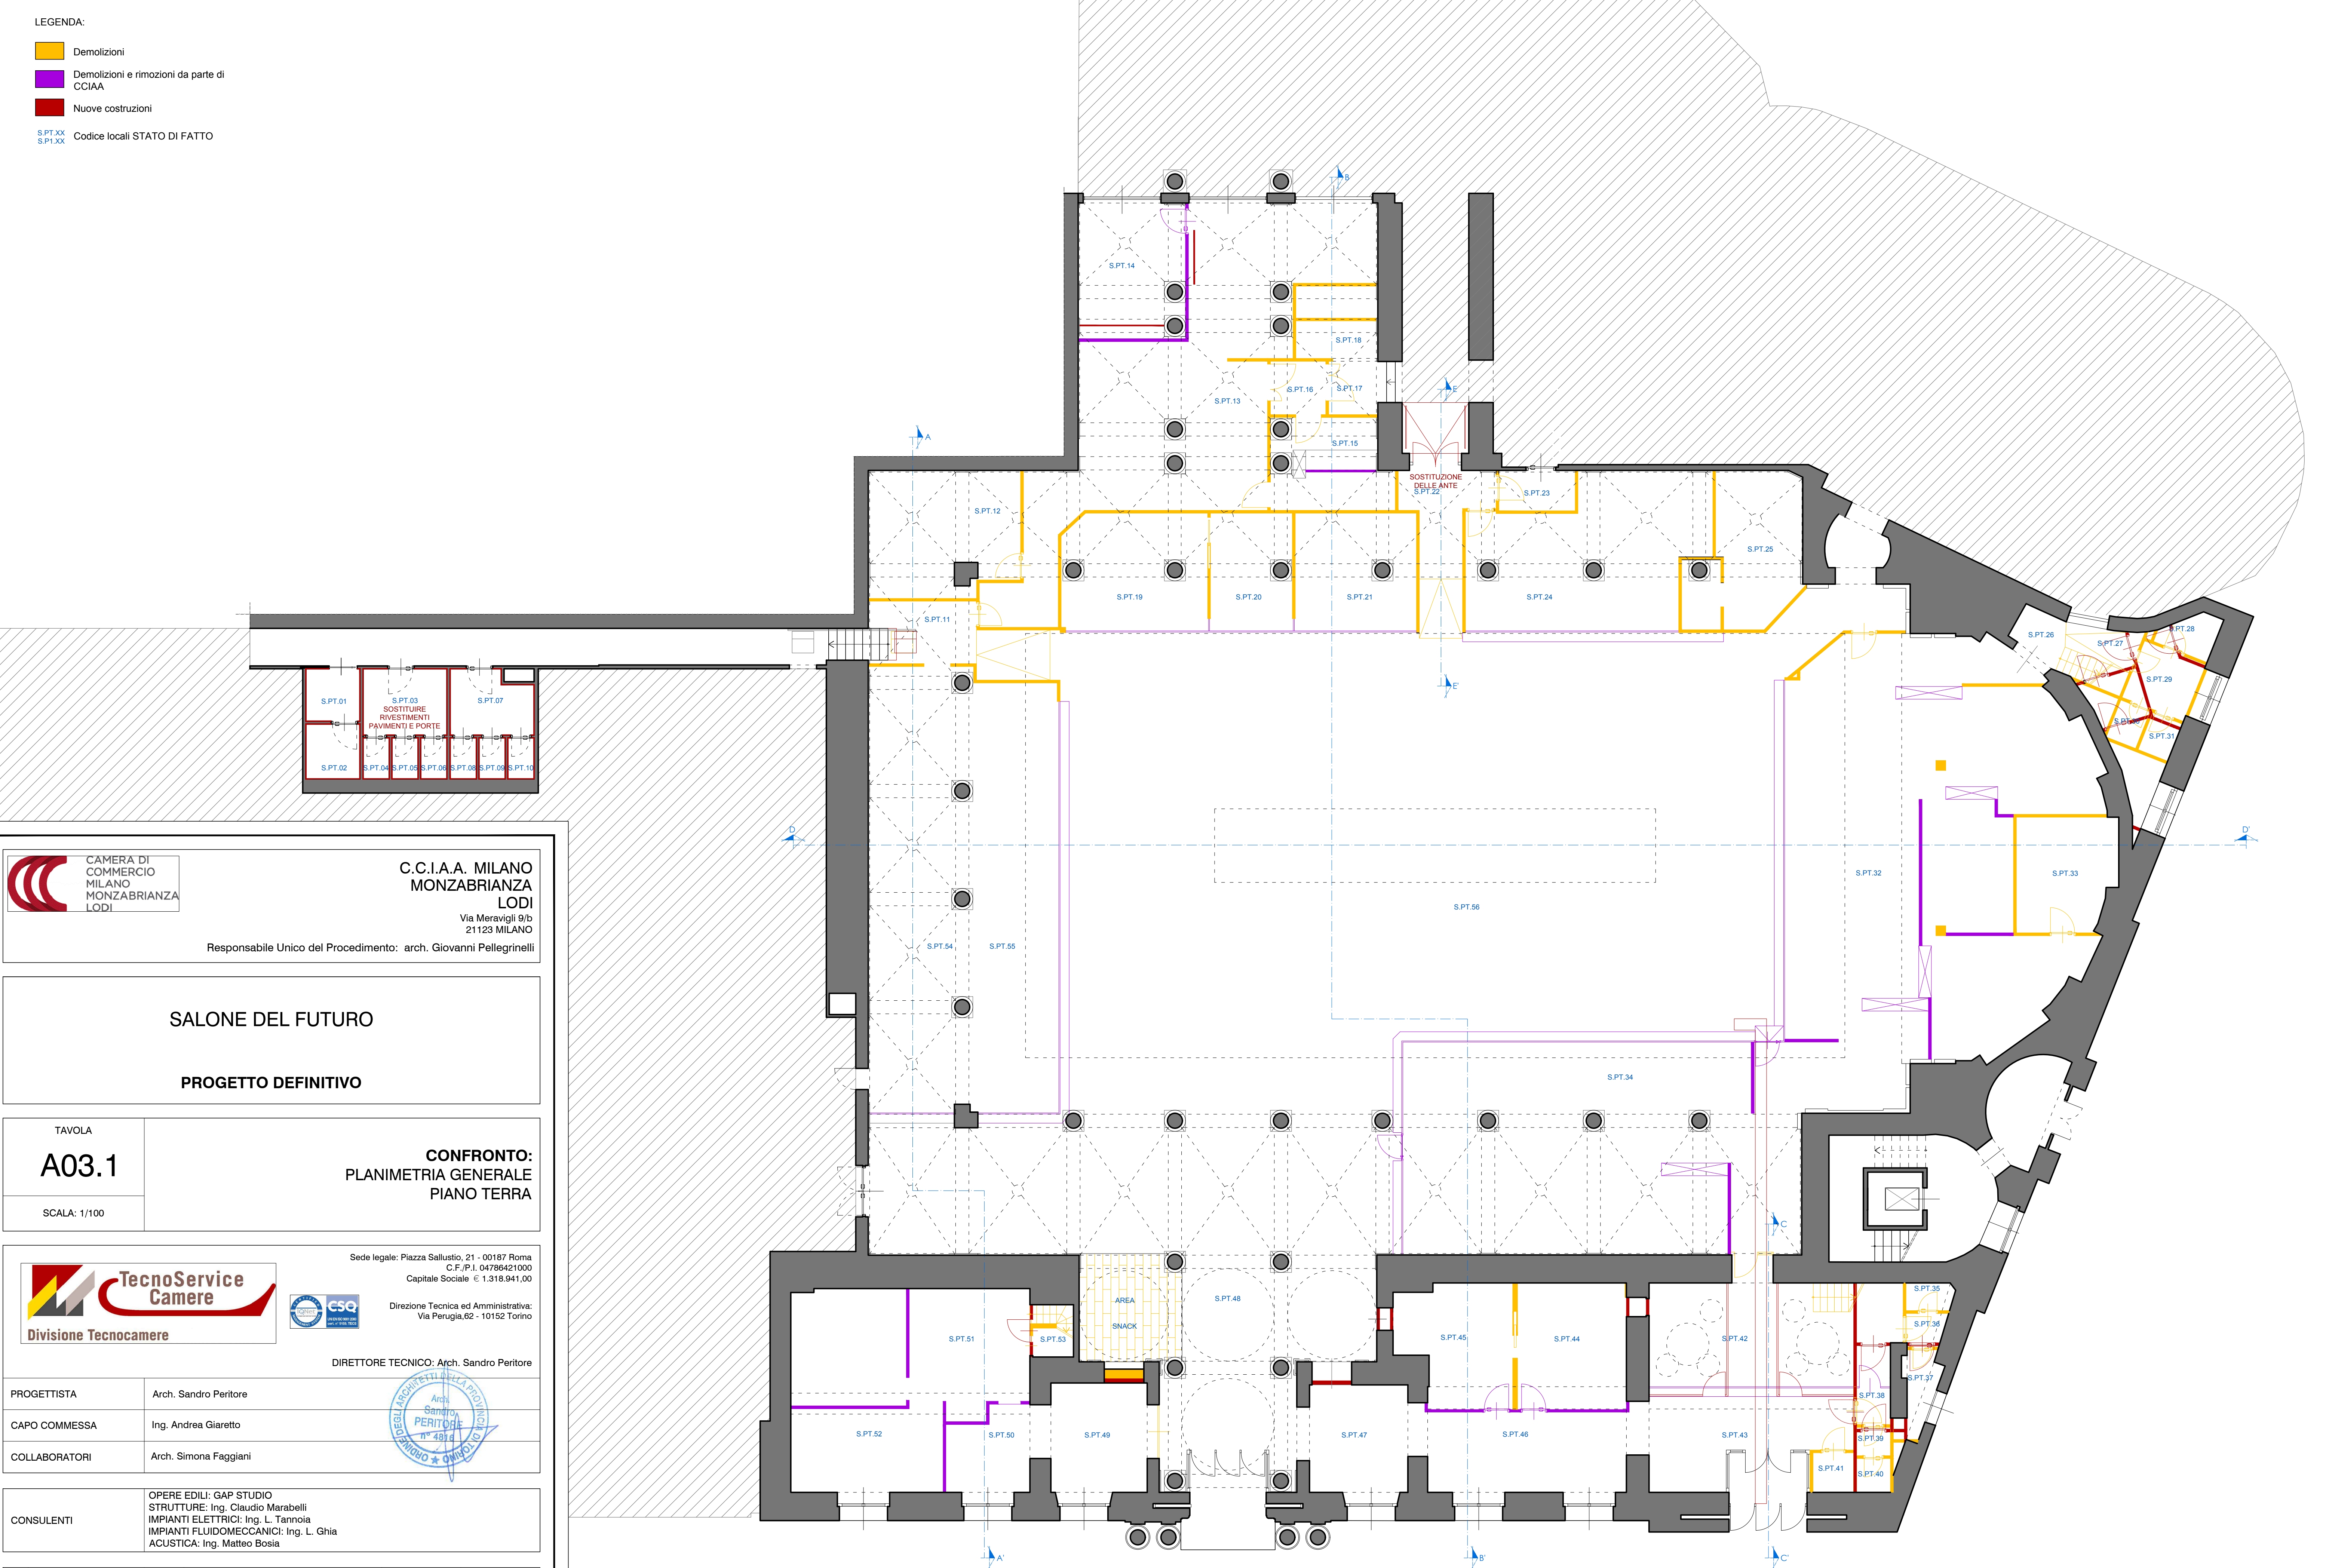 LEGENDA:
Demolizioni
Demolizioni e rimozioni da parte di
CCIAA
Nuove costruzioni
S.PT.XX
S.P1.XX
Codice locali STATO DI FATTO
B
S.PT.14
S.PT.18
S.PT.16
S.PT.17
S.PT.13
E
A
S.PT.15
SOSTITUZIONE
DELLE ANTE
S.PT.22
S.PT.23
S.PT.12
S.PT.25
S.PT.19
S.PT.20
S.PT.21
S.PT.24
S.PT.11
S.PT.26
S.PT.27
S.PT.28
S.PT.29
S.PT.31
E'
S.PT.01
S.PT.03
SOSTITUIRE
RIVESTIMENTI
PAVIMENTI E PORTE
S.PT.07
S.PT.02
S.PT.04
S.PT.05
S.PT.06
S.PT.08
S.PT.09
S.PT.10
D
D'
S.PT.32
S.PT.33
S.PT.56
S.PT.54
S.PT.55
S.PT.34
C
S.PT.48
AREA
SNACK
S.PT.51
S.PT.53
S.PT.45
S.PT.44
S.PT.42
S.PT.35
S.PT.36
S.PT.37
S.PT.38
S.PT.52
S.PT.50
S.PT.49
S.PT.47
S.PT.46
S.PT.43
S.PT.39
S.PT.41
S.PT.40
A'
B'
C'
CAMERA DI
COMMERCIO
MILANO
MONZABRIANZA
LODI
C.C.I.A.A. MILANO
MONZABRIANZA
LODI
Via Meravigli 9/b
21123 MILANO
Responsabile Unico del Procedimento: arch. Giovanni Pellegrinelli
SALONE DEL FUTURO
PROGETTO DEFINITIVO
TAVOLA
A03.1
SCALA: 1/100
CONFRONTO:
PLANIMETRIA GENERALE
PIANO TERRA
TecnoService
Camere
Divisione Tecnocamere
CSQ
Sede legale: Piazza Sallustio, 21 - 00187 Roma
C.F./P.I. 04786421000
Capitale Sociale € 1.318.941,00
Direzione Tecnica ed Amministrativa:
Via Perugia,62 - 10152 Torino
DIRETTORE TECNICO: Arch. Sandro Peritore
PROGETTISTA
Arch. Sandro Peritore
CAPO COMMESSA
Ing. Andrea Giaretto
COLLABORATORI
Arch. Simona Faggiani
ORDINE DEGLI ARCHITETTI DELLA PROVINCIA DI TORINO
Arch.
Sandro
PERITORE
n° 4816
CONSULENTI
OPERE EDILI: GAP STUDIO
STRUTTURE: Ing. Claudio Marabelli
IMPIANTI ELETTRICI: Ing. L. Tannoia
IMPIANTI FLUIDOMECCANICI: Ing. L. Ghia
ACUSTICA: Ing. Matteo Bosia